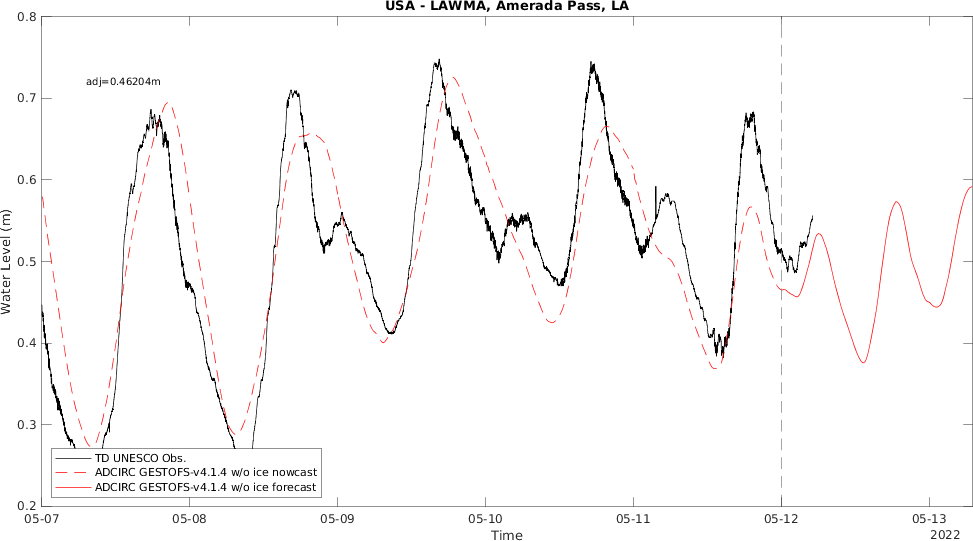 USA - LAWMA, Amerada Pass, LA
0.8
0.7
0.6
0.5
0.4
0.3
0.2
Water Level (m)
adj=0.46204m
TD UNESCO Obs.
ADCIRC GESTOFS-v4.1.4 w/o ice nowcast
ADCIRC GESTOFS-v4.1.4 w/o ice forecast
05-07 05-08 05-09 05-10 05-11 05-12 05-13
Time
2022